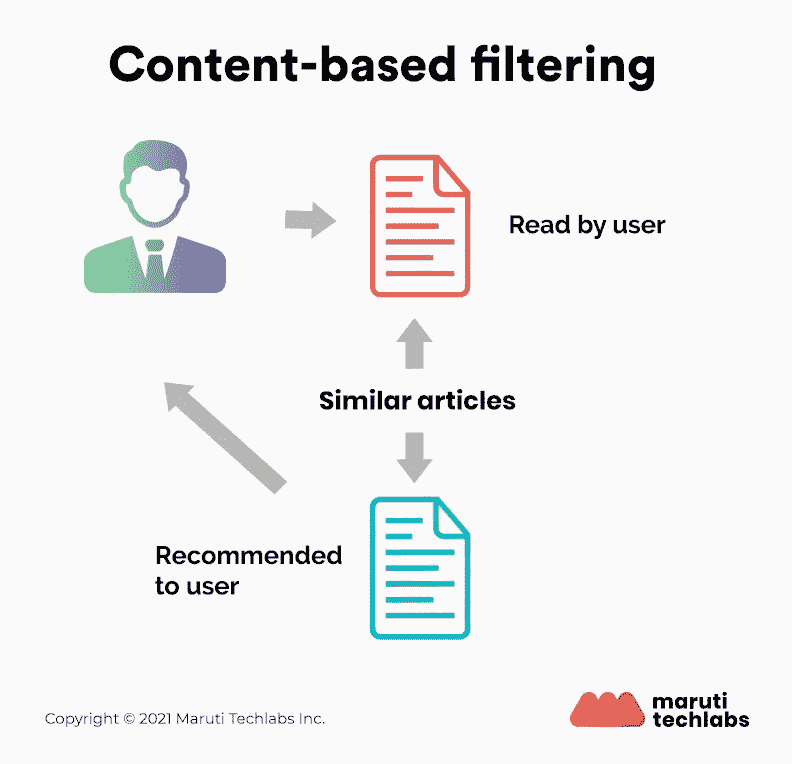 Content-based filtering
Read by user
Similar articles
Recommended
to user
Copyright © 2021 Maruti Techlabs Inc.
maruti
techlabs